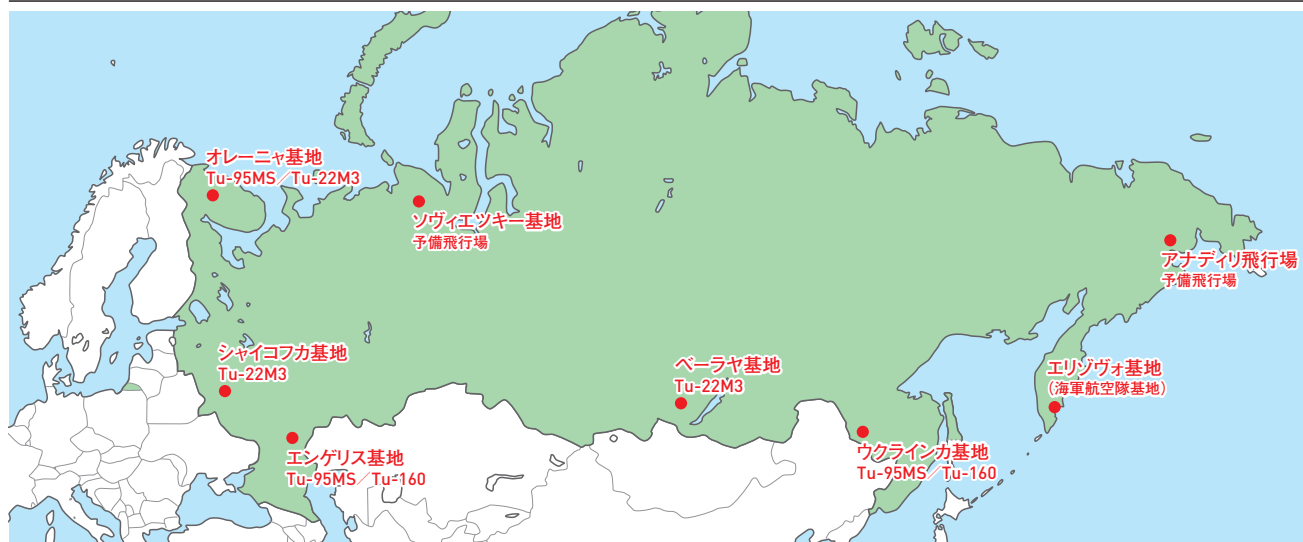 オレーニャ基地
Tu-95MS／Tu-22M3
ソヴィエツキー基地
予備飛行場
アナディリ飛行場
予備飛行場
シャイコフカ基地
Tu-22M3
ベーラヤ基地
Tu-22M3
エリゾヴォ基地
（海軍航空隊基地）
エンゲリス基地
Tu-95MS／Tu-160
ウクラインカ基地
Tu-95MS／Tu-160